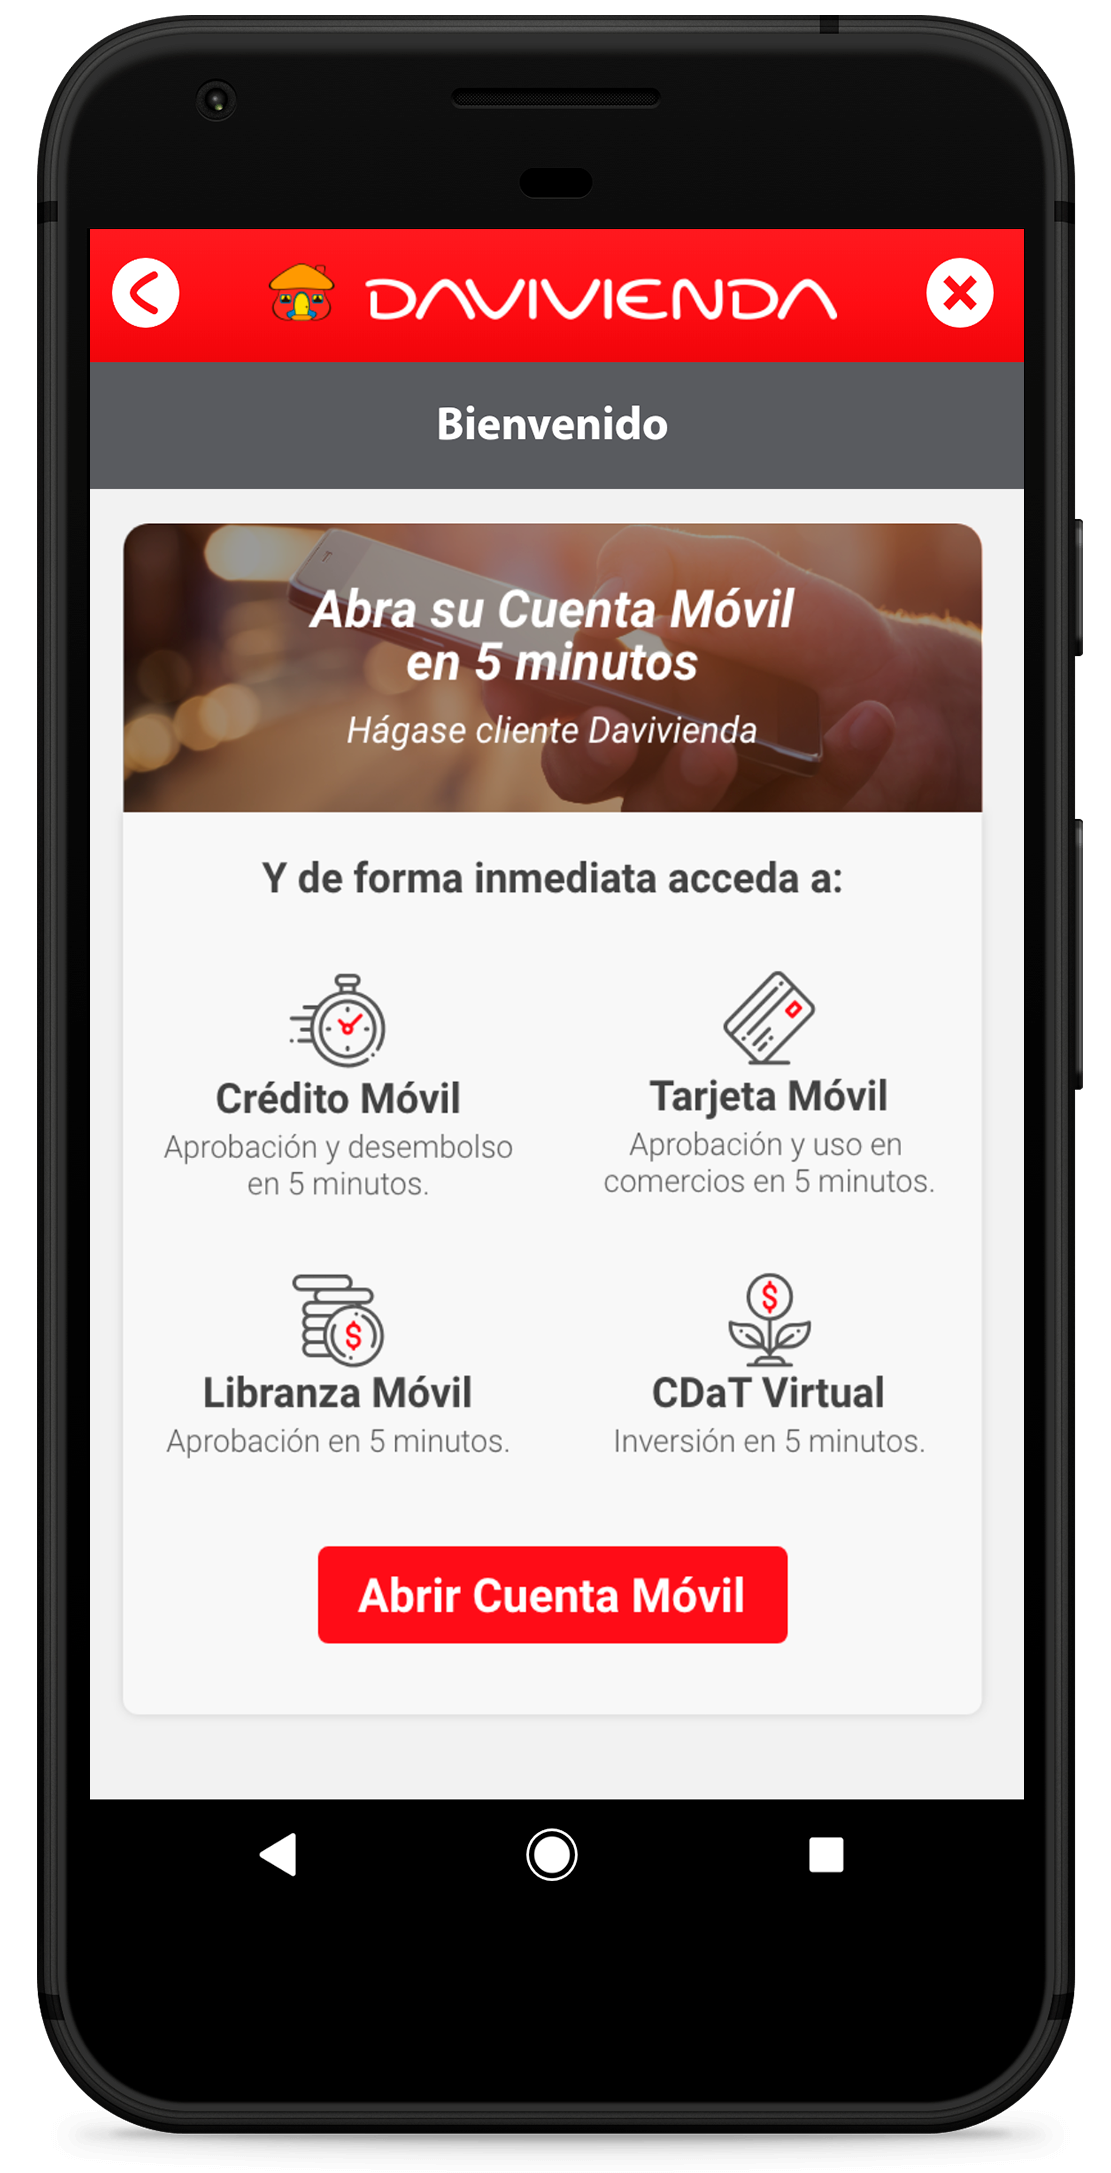 DAVIVIENDA
Bienvenido
Abra su Cuenta Móvil
en 5 minutos
Hágase cliente Davivienda
Y de forma inmediata acceda a:
Crédito Móvil
Aprobación y desembolso
en 5 minutos.
Tarjeta Móvil
Aprobación y uso en
comercios en 5 minutos.
Libranza Móvil
Aprobación en 5 minutos.
CDaT Virtual
Inversión en 5 minutos.
Abrir Cuenta Móvil